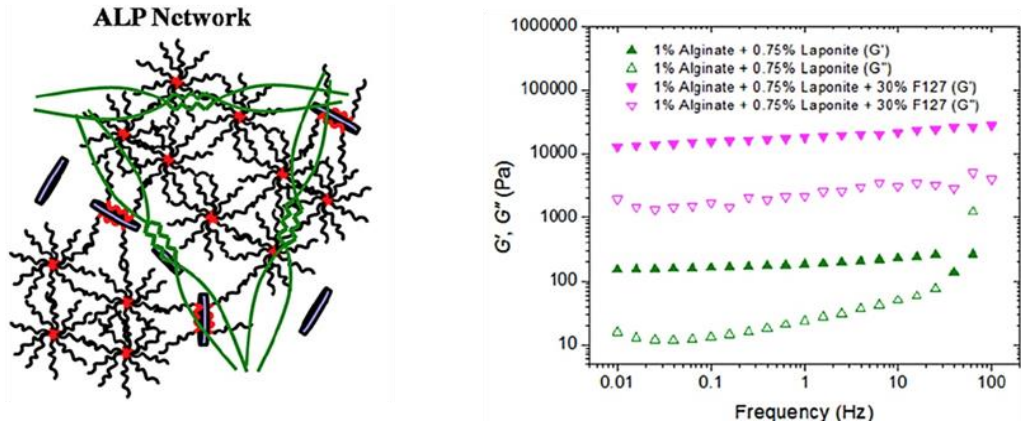 ALP Network
1000000
100000
10000
1000
100
10
G', G'' (Pa)
1% Alginate + 0.75% Laponite (G')
1% Alginate + 0.75% Laponite (G'')
1% Alginate + 0.75% Laponite + 30% F127 (G')
1% Alginate + 0.75% Laponite + 30% F127 (G'')
0.01 0.1 1 10 100
Frequency (Hz)